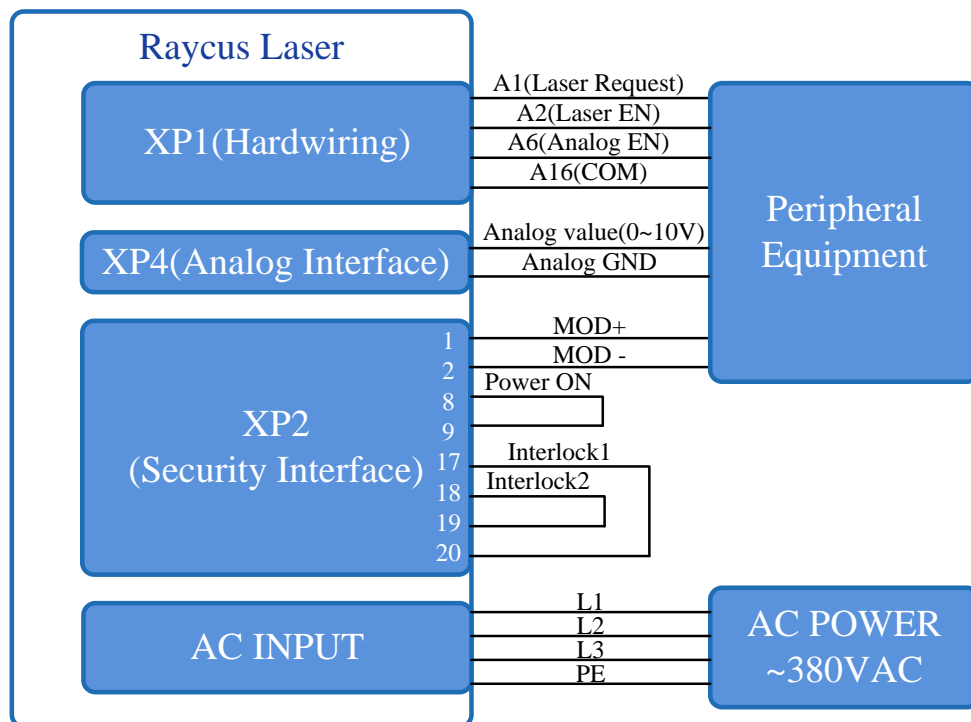 Raycus Laser
XP1(Hardwiring)
A1(Laser Request)
A2(Laser EN)
A6(Analog EN)
A16(COM)
Peripheral
Equipment
XP4(Analog Interface)
Analog value(0~10V)
Analog GND
XP2
(Security Interface)
1
2
8
9
17
18
19
20
MOD+
MOD -
Power ON
Interlock1
Interlock2
AC INPUT
L1
L2
L3
PE
AC POWER
~380VAC